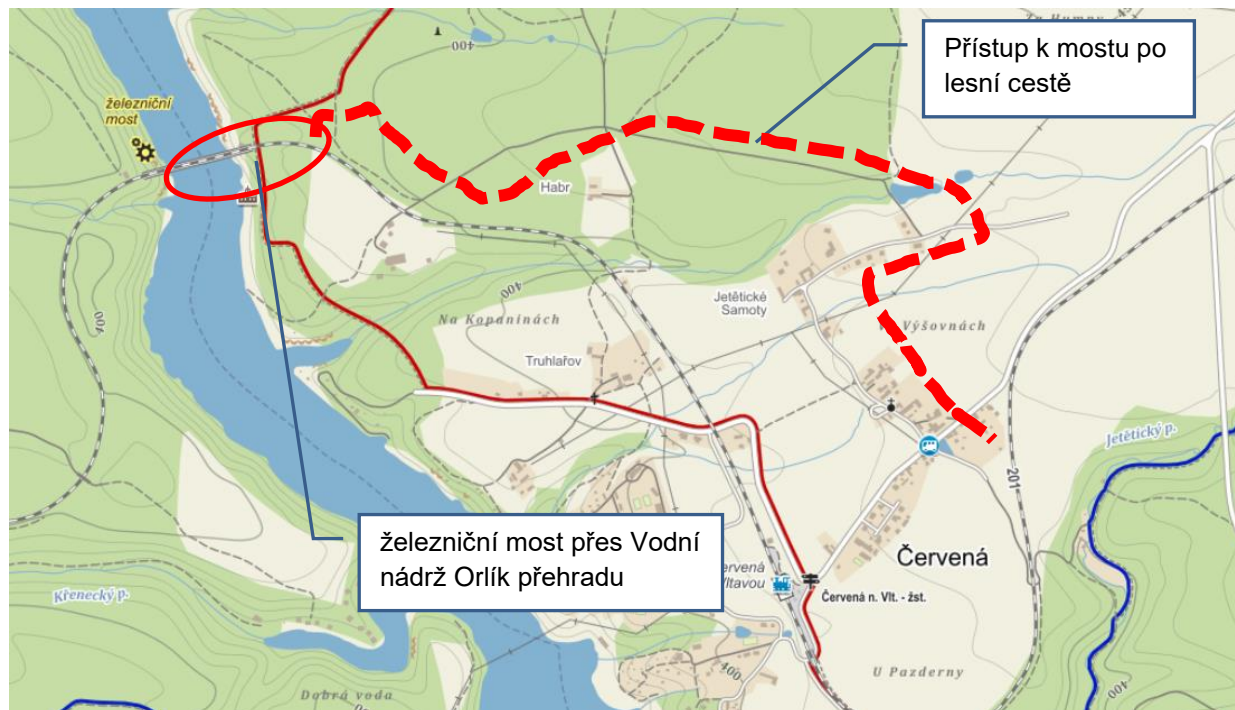 400
Přístup k mostu po
lesní cestě
železniční
most
Habr
400
400
Jetětické
Samoty
Na Kopaninách
Výšovnách
Truhlařov
Jetětický p.
201
železniční most přes Vodní
nádrž Orlík přehradu
Červená
Křenecký p.
Červená n. Vlt. - žst.
U Pazderny
400
400
Dobrá voda